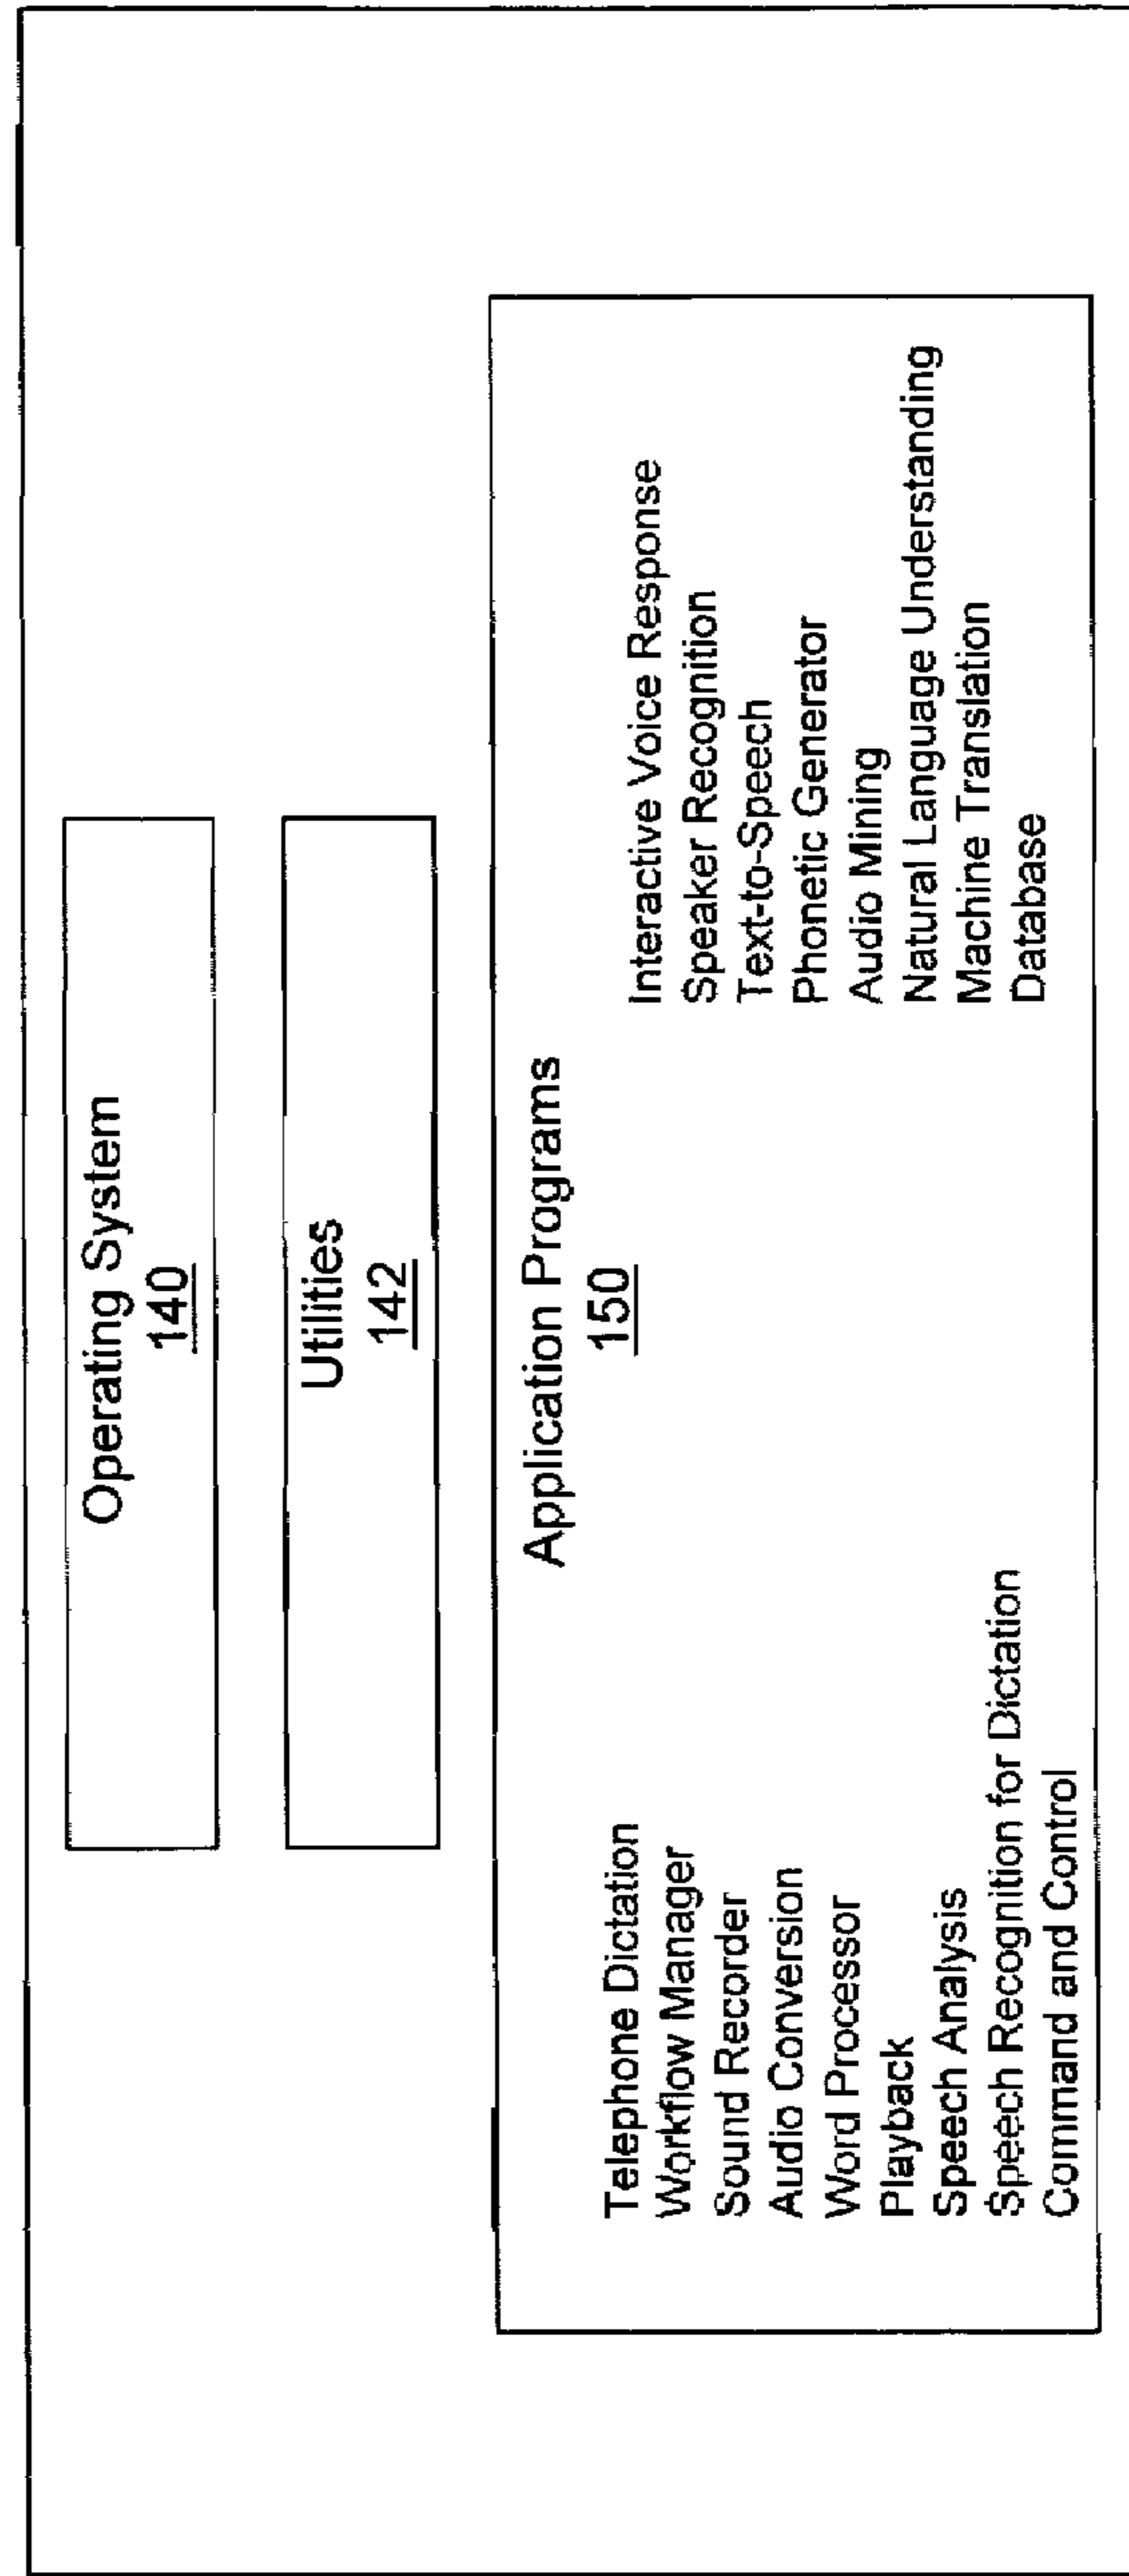 Operating System
140
Utilities
142
Application Programs
150
Telephone Dictation
Workflow Manager
Sound Recorder
Audio Conversion
Word Processor
Playback
Speech Analysis
Speech Recognition for Dictation
Command and Control
Interactive Voice Response
Speaker Recognition
Text-to-Speech
Phonetic Generator
Audio Mining
Natural Language Understanding
Machine Translation
Database